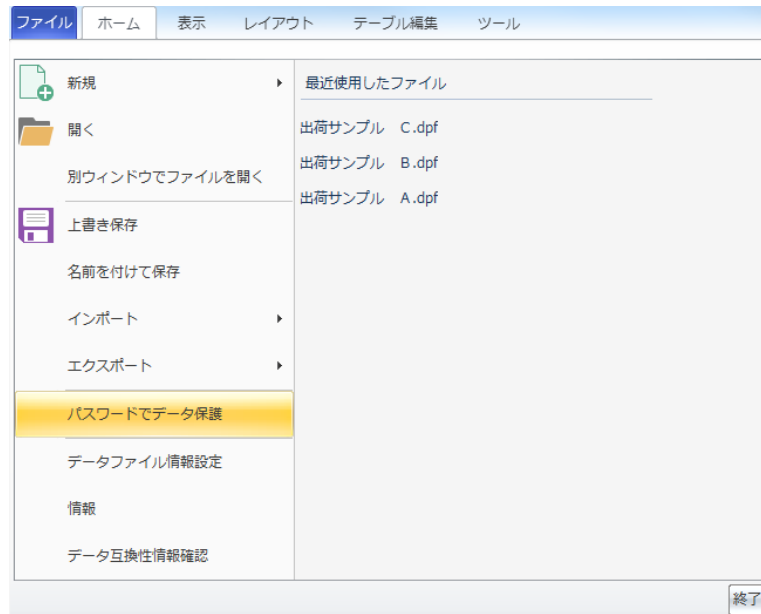 ファイル ホーム 表示 レイアウト テーブル編集 ツール
新規
開く
別ウィンドウでファイルを開く
上書き保存
名前を付けて保存
インポート
エクスポート
パスワードでデータ保護
データファイル情報設定
情報
データ互換性情報確認
最近使用したファイル
出荷サンプル　C.dpf
出荷サンプル　B.dpf
出荷サンプル　A.dpf
終了